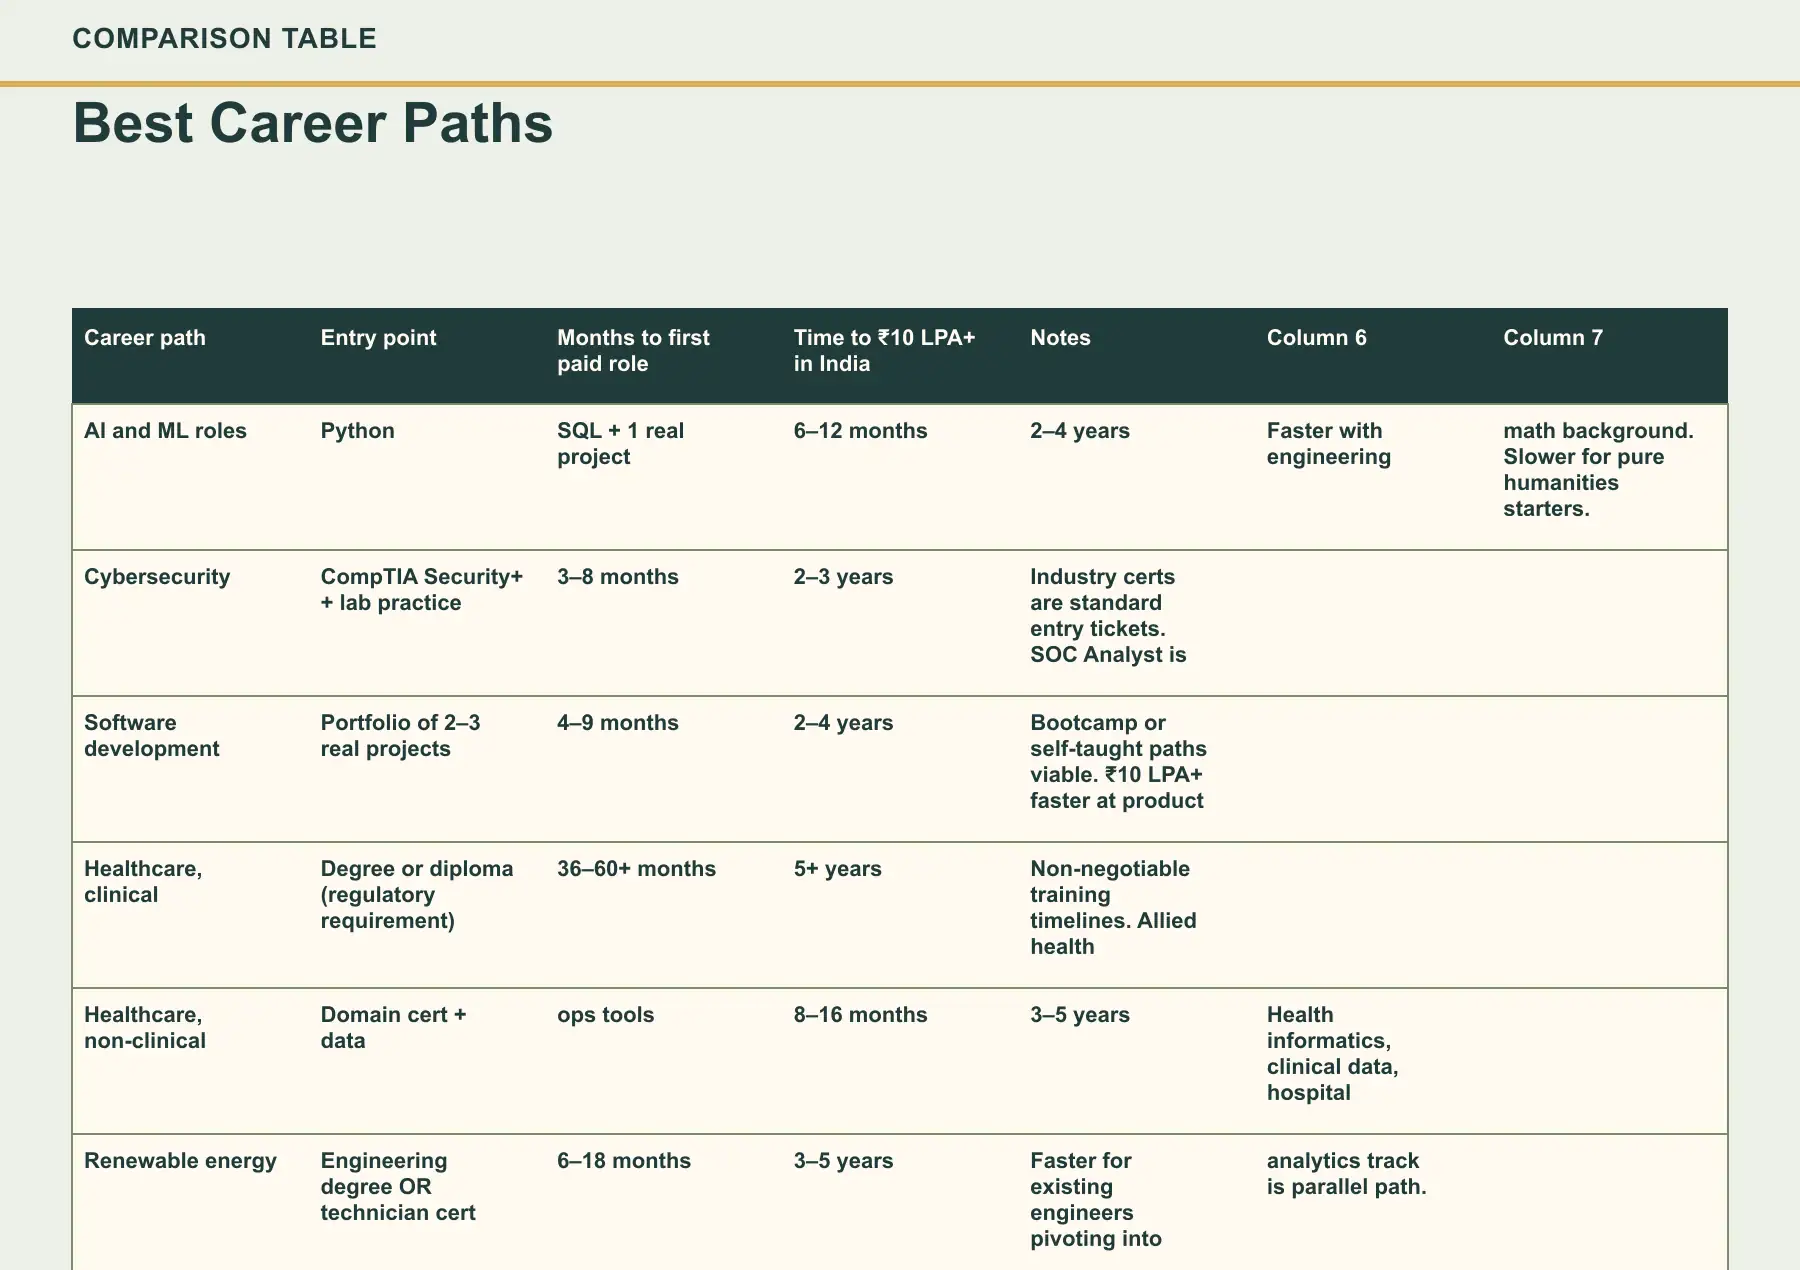 COMPARISON TABLE
Best Career Paths
Career path
Entry point
Months to first
paid role
Time to ₹10 LPA+
in India
Notes
Column 6
Column 7
AI and ML roles
Python
SQL + 1 real
project
6–12 months
2–4 years
Faster with
engineering
math background.
Slower for pure
humanities
starters.
Cybersecurity
CompTIA Security+
+ lab practice
3–8 months
2–3 years
Industry certs
are standard
entry tickets.
SOC Analyst is
Software
development
Portfolio of 2–3
real projects
4–9 months
2–4 years
Bootcamp or
self-taught paths
viable. ₹10 LPA+
faster at product
Healthcare,
clinical
Degree or diploma
(regulatory
requirement)
36–60+ months
5+ years
Non-negotiable
training
timelines. Allied
health
Healthcare,
non-clinical
Domain cert +
data
ops tools
8–16 months
3–5 years
Health
informatics,
clinical data,
hospital
Renewable energy
Engineering
degree OR
technician cert
6–18 months
3–5 years
Faster for
existing
engineers
pivoting into
analytics track
is parallel path.